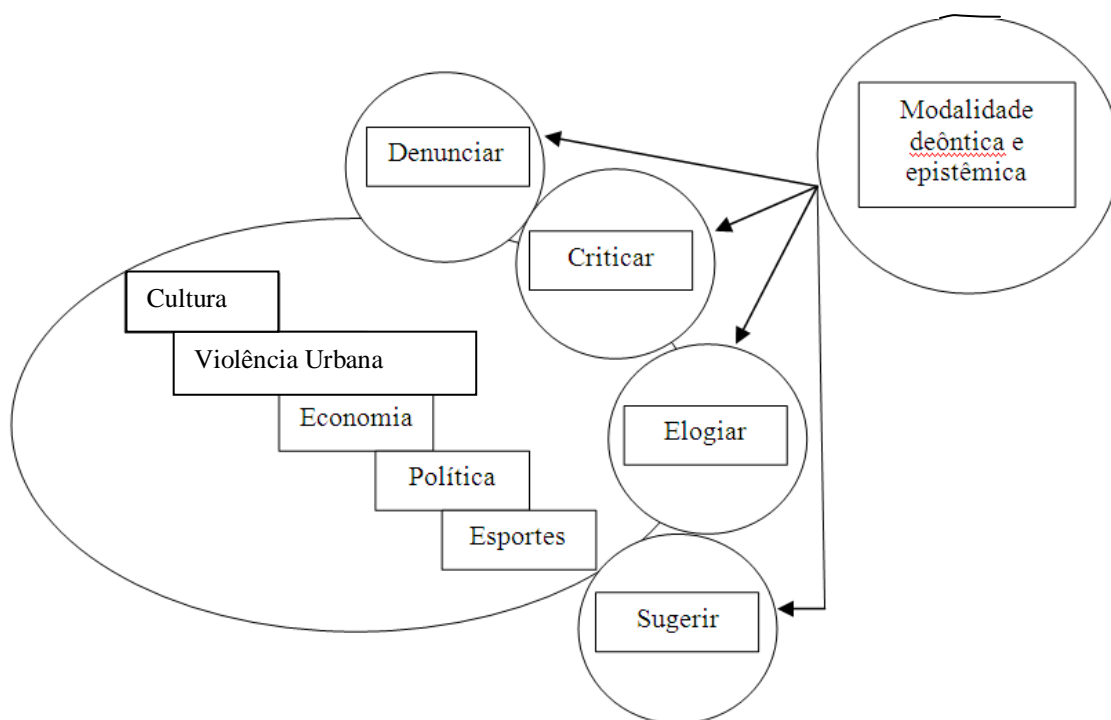 Modalidade
deôntica e
epistêmica
Denunciar
Criticar
Cultura
Violência Urbana
Economia
Elogiar
Política
Esportes
Sugerir